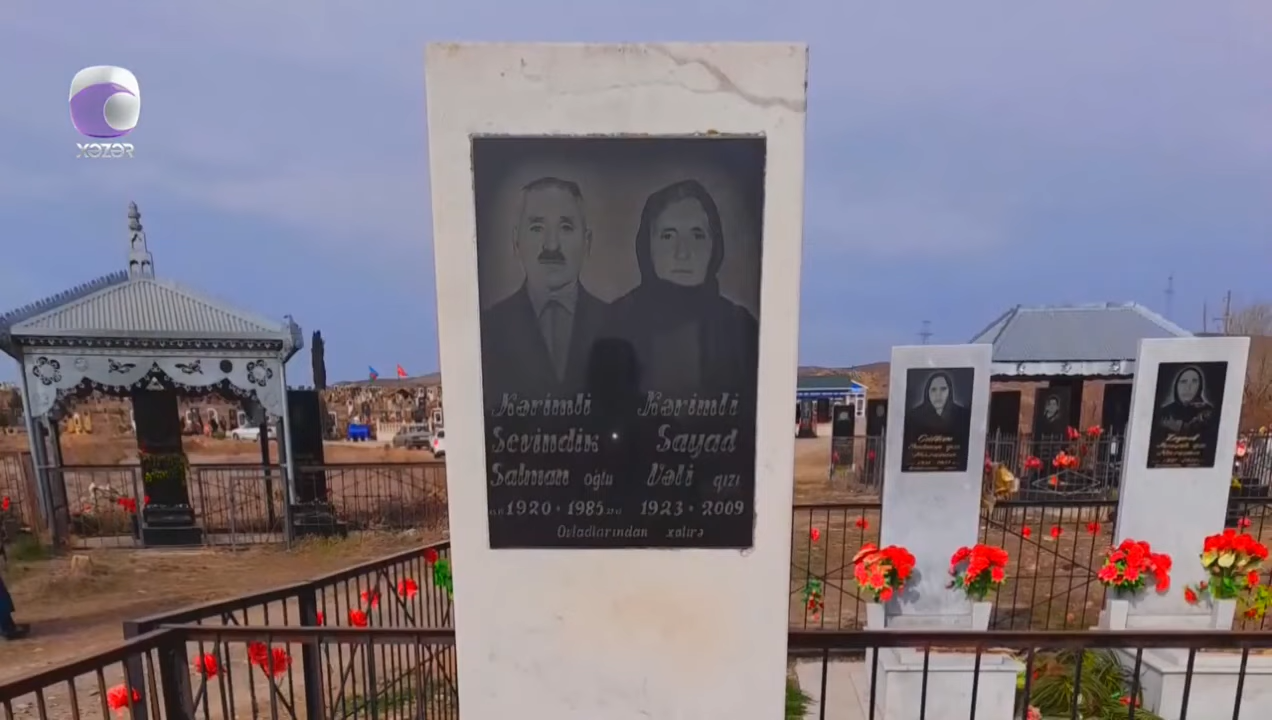 XƏZƏR
Kərimli Kərimli
Sevindik Sayad
Salman oğlu Vəli qızı
1920 • 1985 1923 • 2009
Övladlarından xatirə